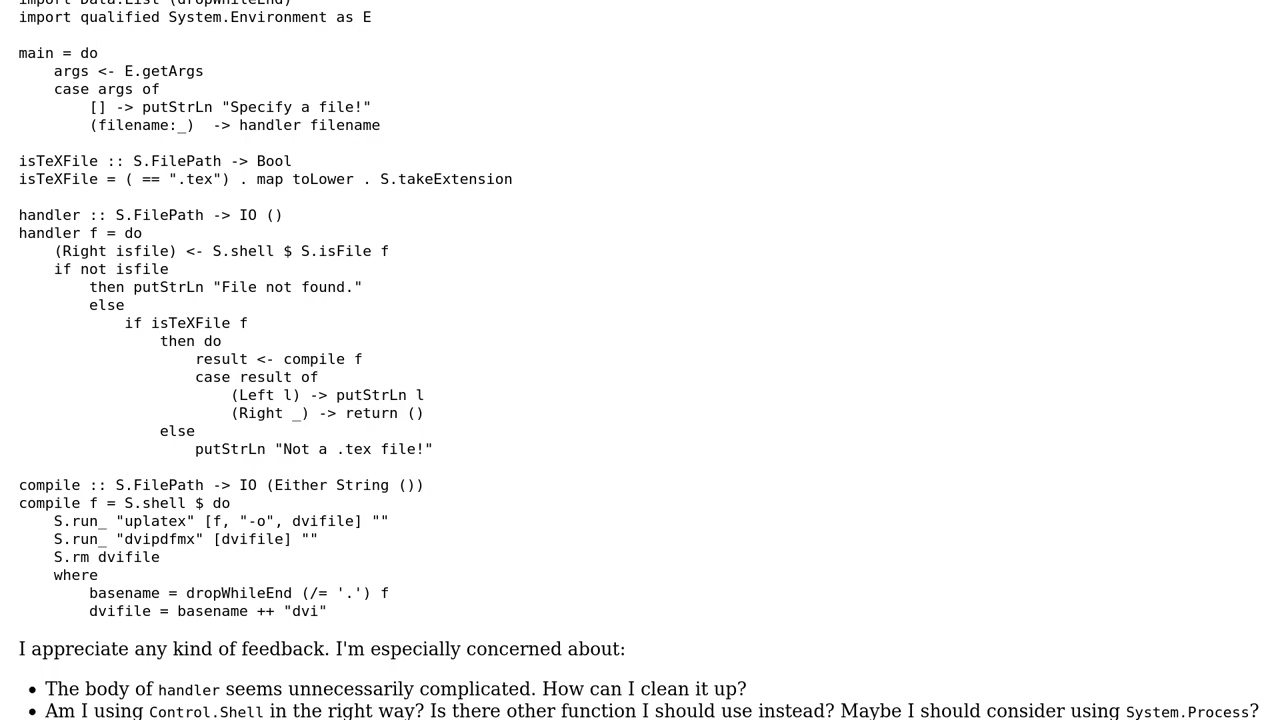 import Data.List (dropWhileEnd)
import qualified System.Environment as E

main = do
    args <- E.getArgs
    case args of
        [] -> putStrLn "Specify a file!"
        (filename:_)  -> handler filename

isTeXFile :: S.FilePath -> Bool
isTeXFile = ( == ".tex") . map toLower . S.takeExtension

handler :: S.FilePath -> IO ()
handler f = do
    (Right isfile) <- S.shell $ S.isFile f
    if not isfile
        then putStrLn "File not found."
        else
            if isTeXFile f
                then do
                    result <- compile f
                    case result of
                        (Left l) -> putStrLn l
                        (Right _) -> return ()
                else
                    putStrLn "Not a .tex file!"

compile :: S.FilePath -> IO (Either String ())
compile f = S.shell $ do
    S.run_ "uplatex" [f, "-o", dvifile] ""
    S.run_ "dvipdfmx" [dvifile] ""
    S.rm dvifile
    where
        basename = dropWhileEnd (/= '.') f
        dvifile = basename ++ "dvi"

I appreciate any kind of feedback. I'm especially concerned about:

• The body of handler seems unnecessarily complicated. How can I clean it up?
• Am I using Control.Shell in the right way? Is there other function I should use instead? Maybe I should consider using System.Process?